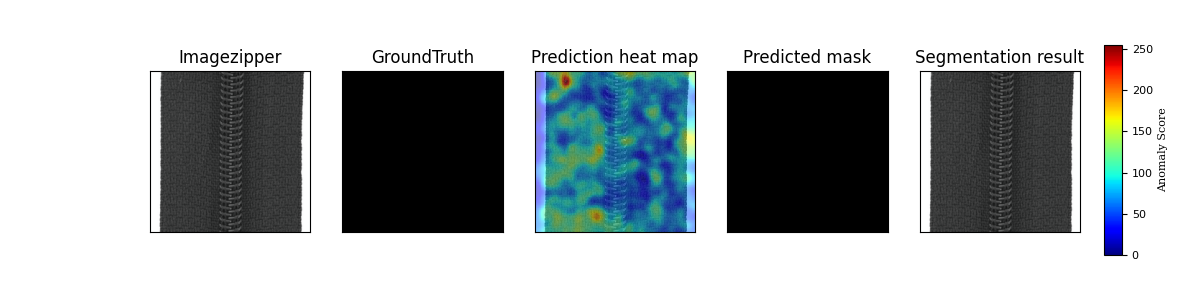 Imagezipper
GroundTruth
Prediction heat map
Predicted mask
Segmentation result
250
200
150
100
50
0
Anomaly Score